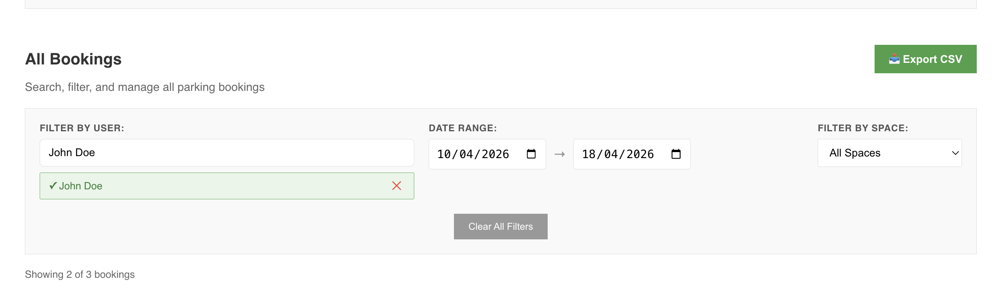 All Bookings
📥 Export CSV
Search, filter, and manage all parking bookings
FILTER BY USER:
DATE RANGE:
FILTER BY SPACE:
John Doe
10/04/2026 → 18/04/2026
All Spaces
✓ John Doe
Clear All Filters
Showing 2 of 3 bookings